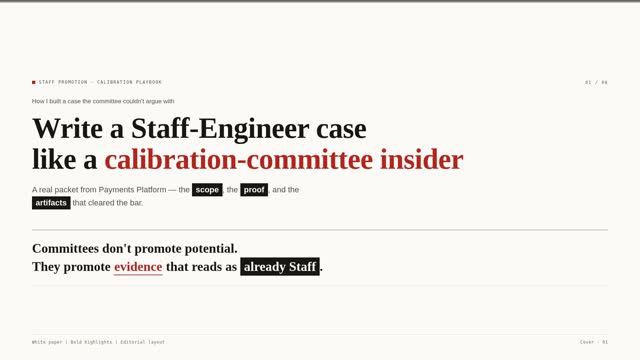 STAFF PROMOTION · CALIBRATION PLAYBOOK
01 / 06
How I built a case the committee couldn't argue with
Write a Staff-Engineer case
like a calibration-committee insider
A real packet from Payments Platform — the scope, the proof, and the
artifacts that cleared the bar.
Committees don't promote potential.
They promote evidence that reads as already Staff.
White paper | Bold Highlights | Editorial layout
Cover · 01